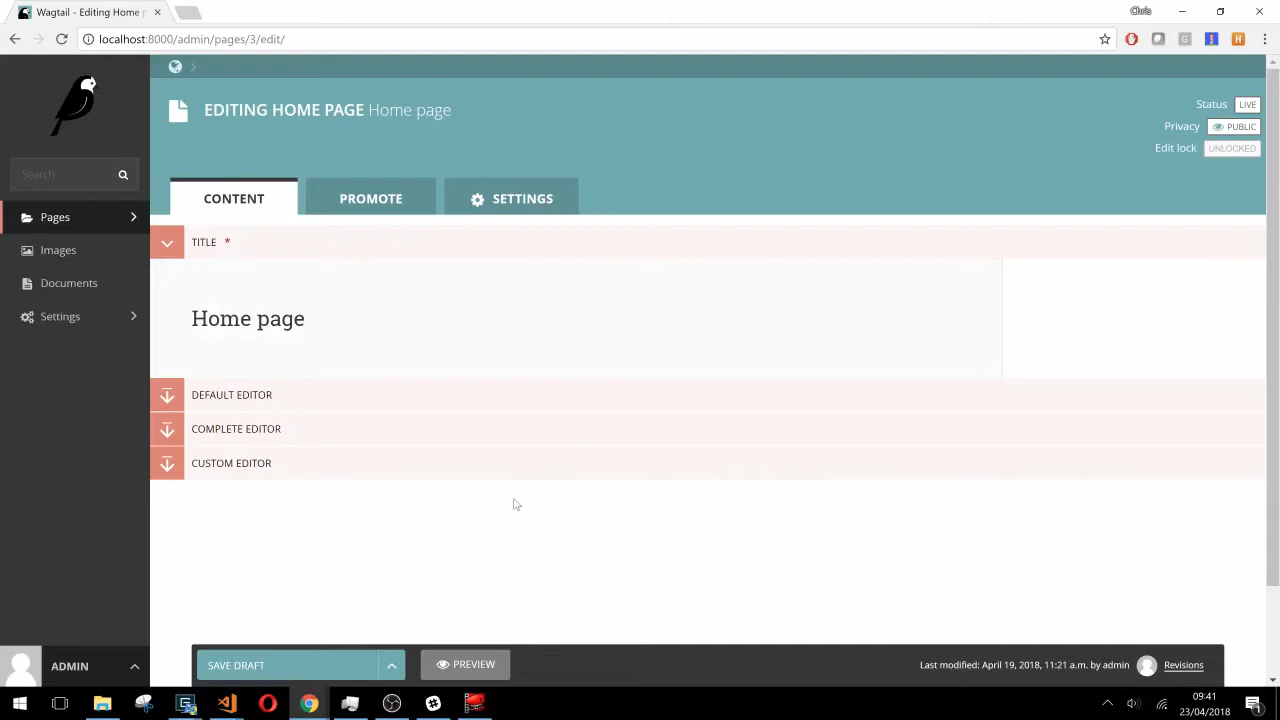 Wagtail - Editing Home p
Chris
localhost:8000/admin/pages/3/edit/
EDITING HOME PAGE Home page
Status LIVE
Privacy PUBLIC
Edit lock UNLOCKED
Search
CONTENT
PROMOTE
SETTINGS
Pages
Images
Documents
Settings
TITLE *
Home page
DEFAULT EDITOR
COMPLETE EDITOR
CUSTOM EDITOR
ADMIN
SAVE DRAFT
PREVIEW
Last modified: April 19, 2018, 11:21 a.m. by admin
Revisions
09:41
23/04/2018